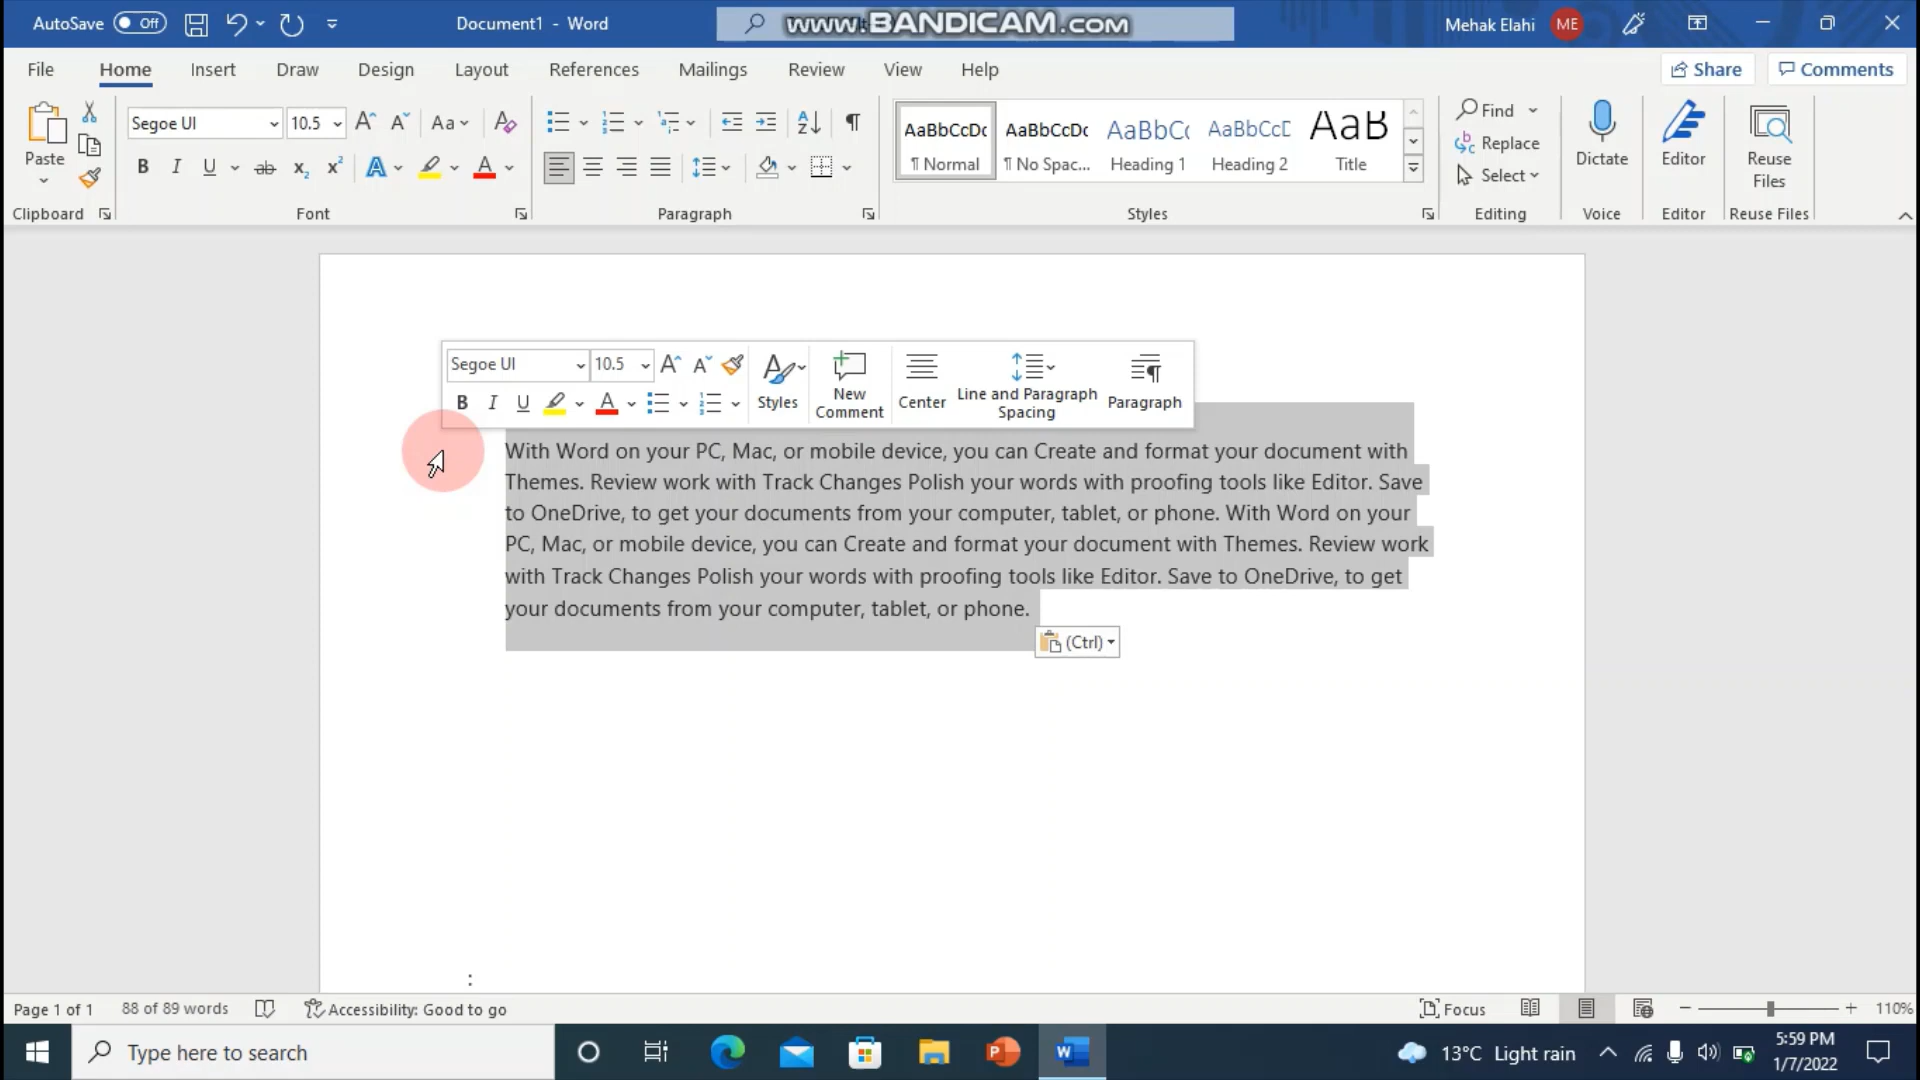 AutoSave Off
Document1 - Word
www.BANDICAM.com
Mehak Elahi ME
File Home Insert Draw Design Layout References Mailings Review View Help
Share Comments
Paste
Segoe UI 10.5
Aa
B I U ab x2 x2 A A
AaBbCcDc AaBbCcDc AaBbC AaBbCcD AaB
¶ Normal ¶ No Spac... Heading 1 Heading 2 Title
Find
Replace
Select
Dictate
Editor
Reuse
Files
Clipboard Font Paragraph Styles Editing Voice Editor Reuse Files
Segoe UI 10.5
B I U A
Styles
New
Comment
Center
Line and Paragraph
Spacing
Paragraph
With Word on your PC, Mac, or mobile device, you can Create and format your document with
Themes. Review work with Track Changes Polish your words with proofing tools like Editor. Save
to OneDrive, to get your documents from your computer, tablet, or phone. With Word on your
PC, Mac, or mobile device, you can Create and format your document with Themes. Review work
with Track Changes Polish your words with proofing tools like Editor. Save to OneDrive, to get
your documents from your computer, tablet, or phone.
(Ctrl)
:
Page 1 of 1 88 of 89 words Accessibility: Good to go Focus 110%
Type here to search
13°C Light rain
5:59 PM
1/7/2022